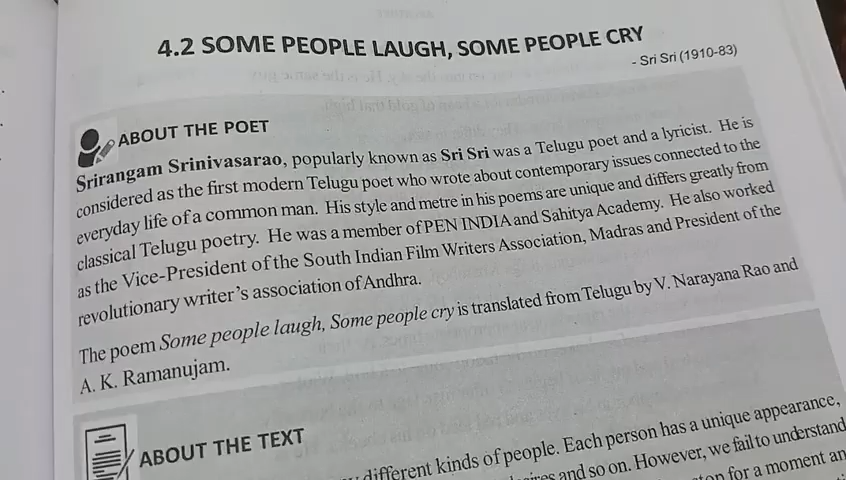 4.2 SOME PEOPLE LAUGH, SOME PEOPLE CRY
- Sri Sri (1910-83)
ABOUT THE POET
Srirangam Srinivasarao, popularly known as Sri Sri was a Telugu poet and a lyricist. He is
considered as the first modern Telugu poet who wrote about contemporary issues connected to the
everyday life of a common man. His style and metre in his poems are unique and differs greatly from
classical Telugu poetry. He was a member of PEN INDIA and Sahitya Academy. He also worked
as the Vice-President of the South Indian Film Writers Association, Madras and President of the
revolutionary writer's association of Andhra.
The poem Some people laugh, Some people cry is translated from Telugu by V. Narayana Rao and
A. K. Ramanujam.
ABOUT THE TEXT
different kinds of people. Each person has a unique appearance,
and so on. However, we fail to understand
for a moment